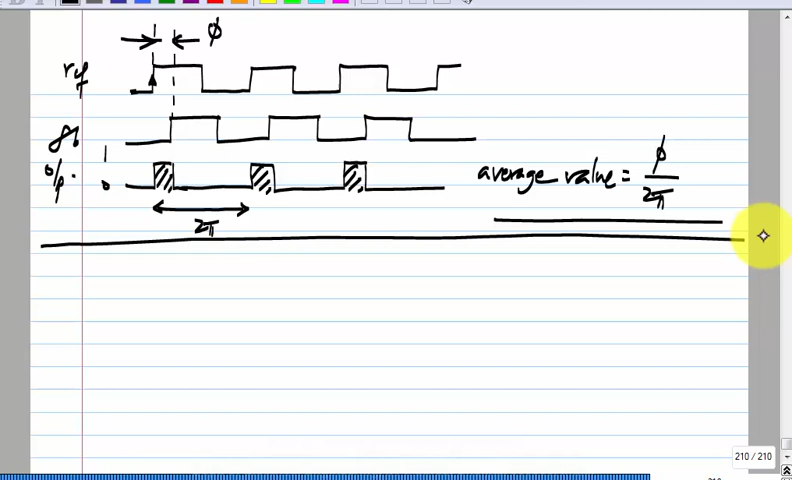 φ
ref
fb
1
o/p.
0
average value = φ/2π
2π
210 / 210